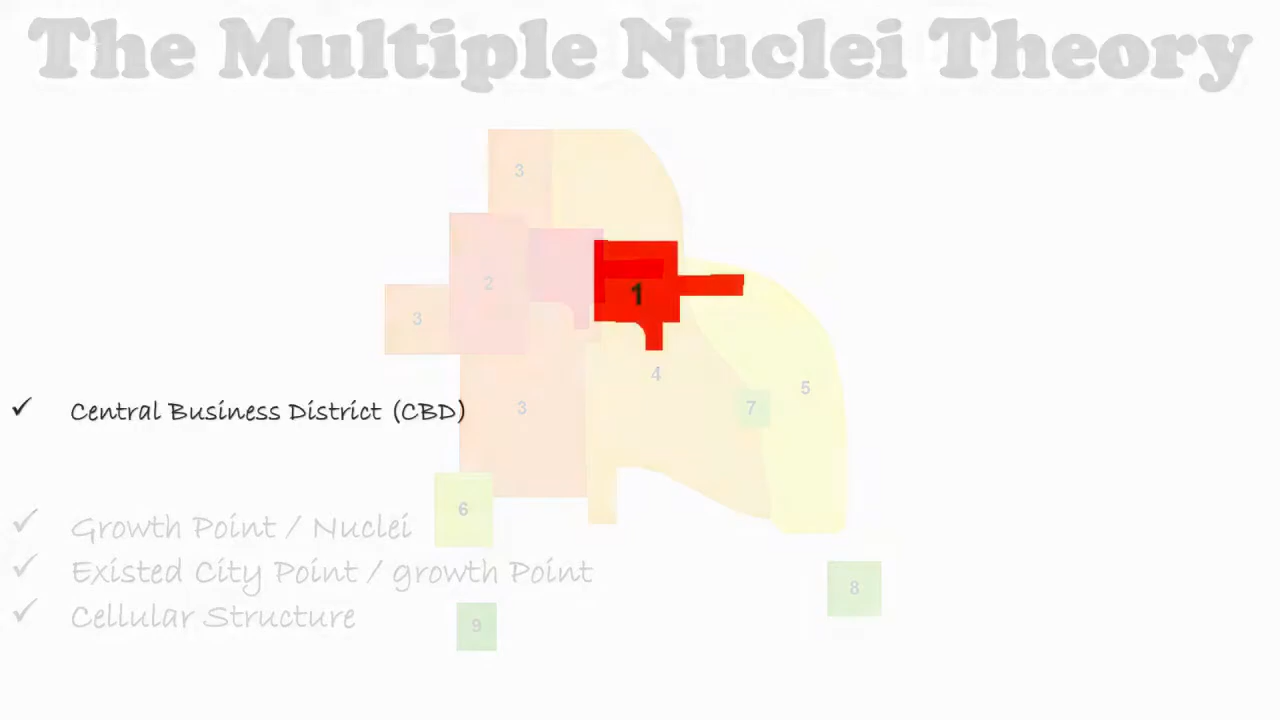 The Multiple Nuclei Theory
3
1
2
3
4
5
3
7
✓ Central Business District (CBD)
6
✓ Growth Point / Nuclei
✓ Existed City Point / growth Point
8
✓ Cellular Structure
9